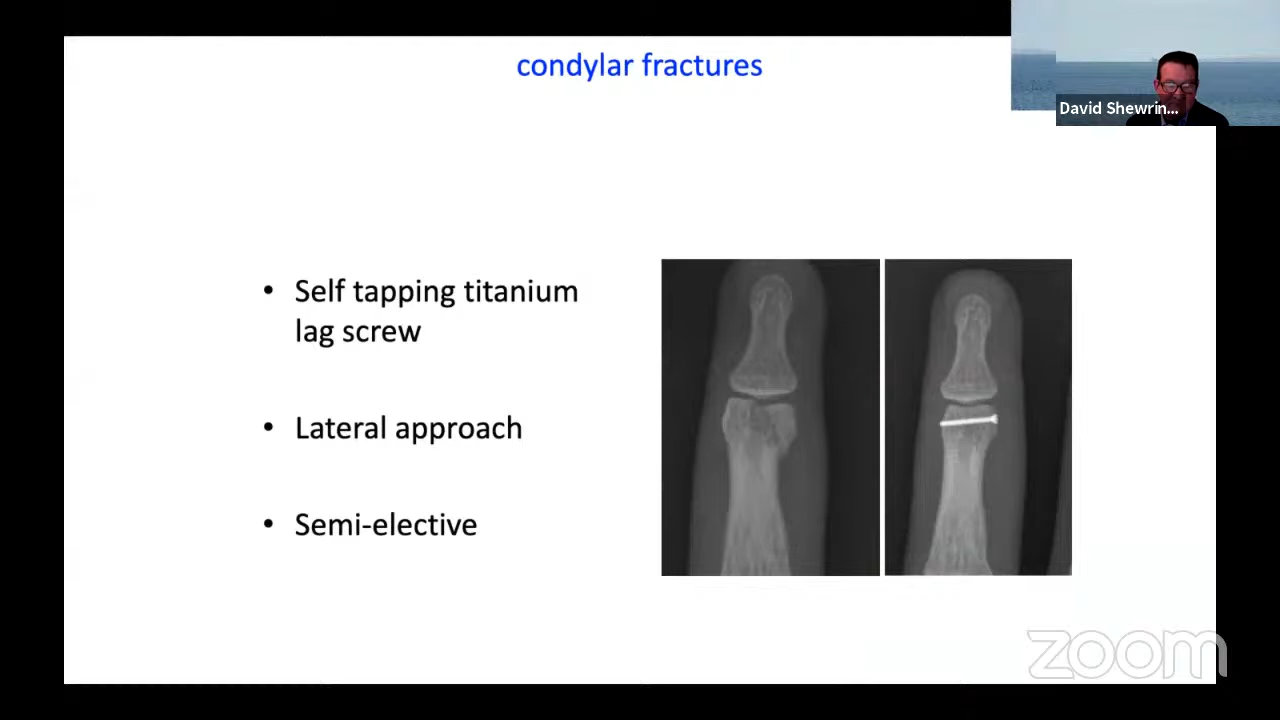 condylar fractures
David Shewrin...
• Self tapping titanium
lag screw
• Lateral approach
• Semi-elective
zoom